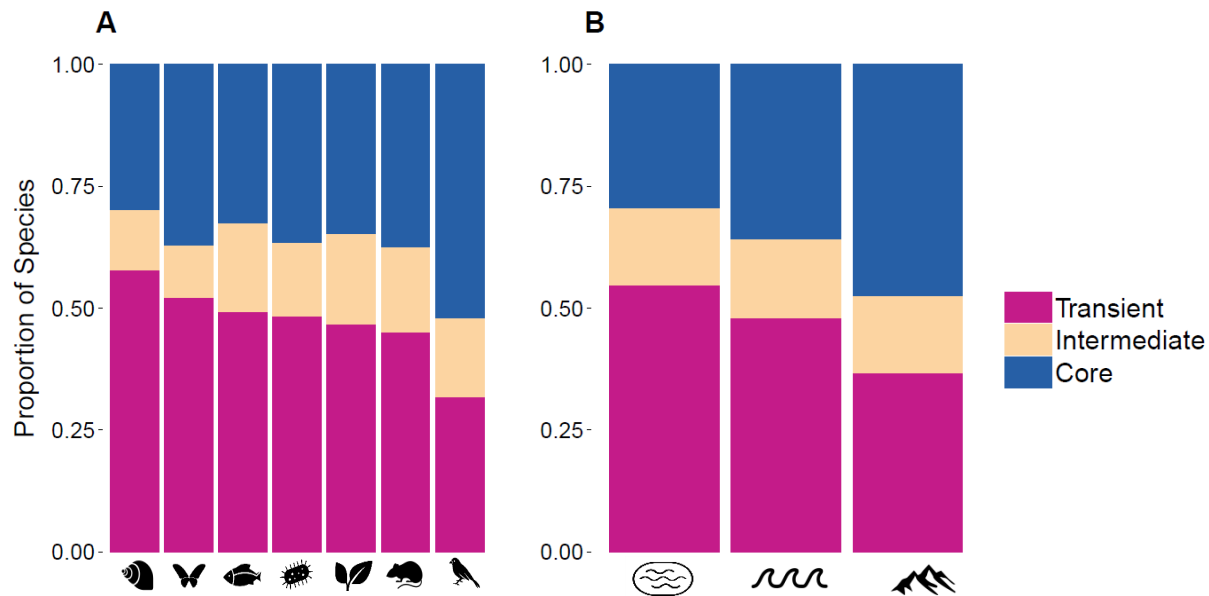 A
B
Proportion of Species
1.00
0.75
0.50
0.25
0.00
1.00
0.75
0.50
0.25
0.00
Transient
Intermediate
Core